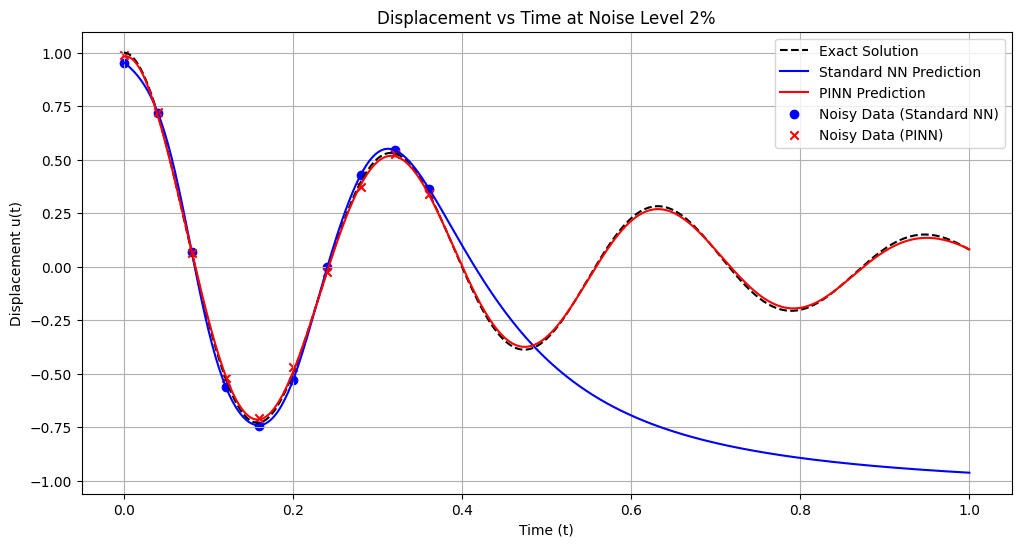 Displacement vs Time at Noise Level 2%
Exact Solution
Standard NN Prediction
PINN Prediction
Noisy Data (Standard NN)
Noisy Data (PINN)
Displacement u(t)
1.00
0.75
0.50
0.25
0.00
−0.25
−0.50
−0.75
−1.00
0.0 0.2 0.4 0.6 0.8 1.0
Time (t)